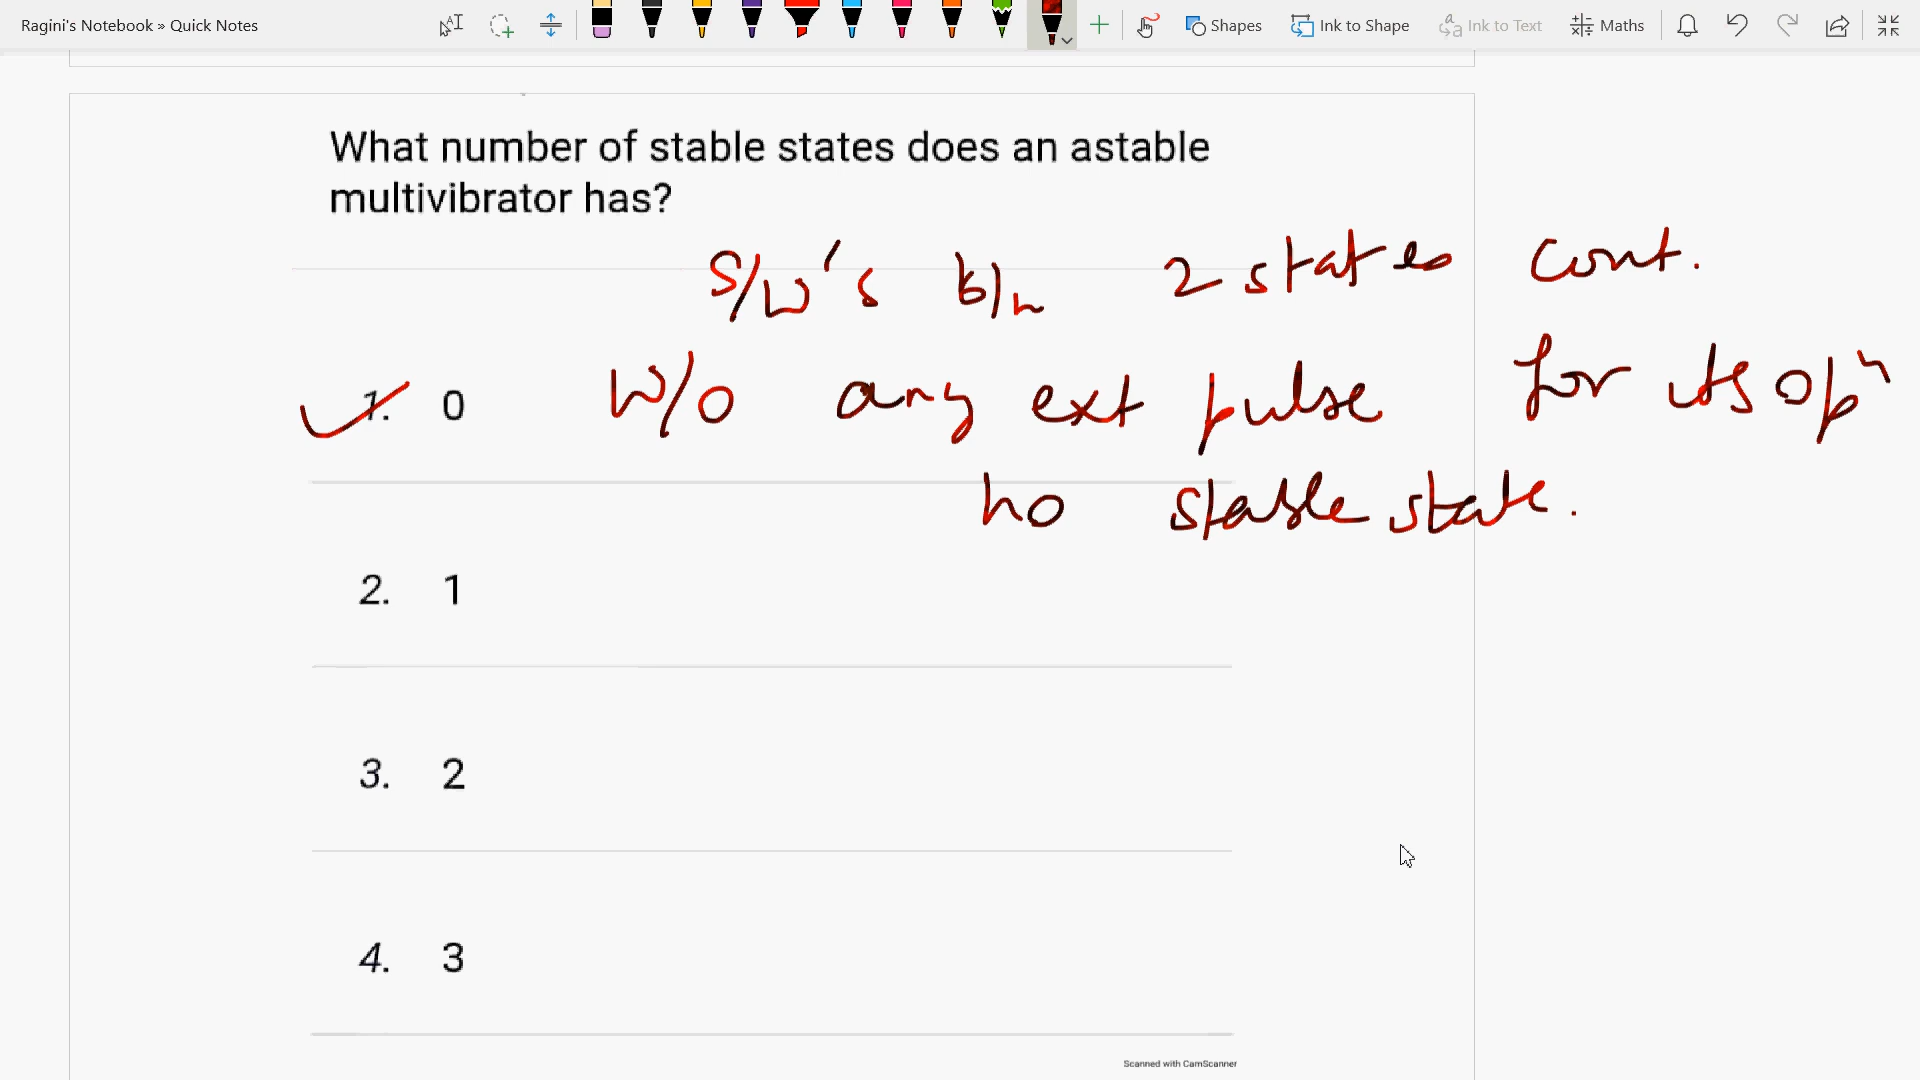 Ragini's Notebook » Quick Notes
Shapes Ink to Shape Ink to Text Maths
What number of stable states does an astable
multivibrator has?
S/W's b/n 2 states cont.
1. 0 W/O any ext pulse for its opⁿ
no stable state.
2. 1
3. 2
4. 3
Scanned with CamScanner